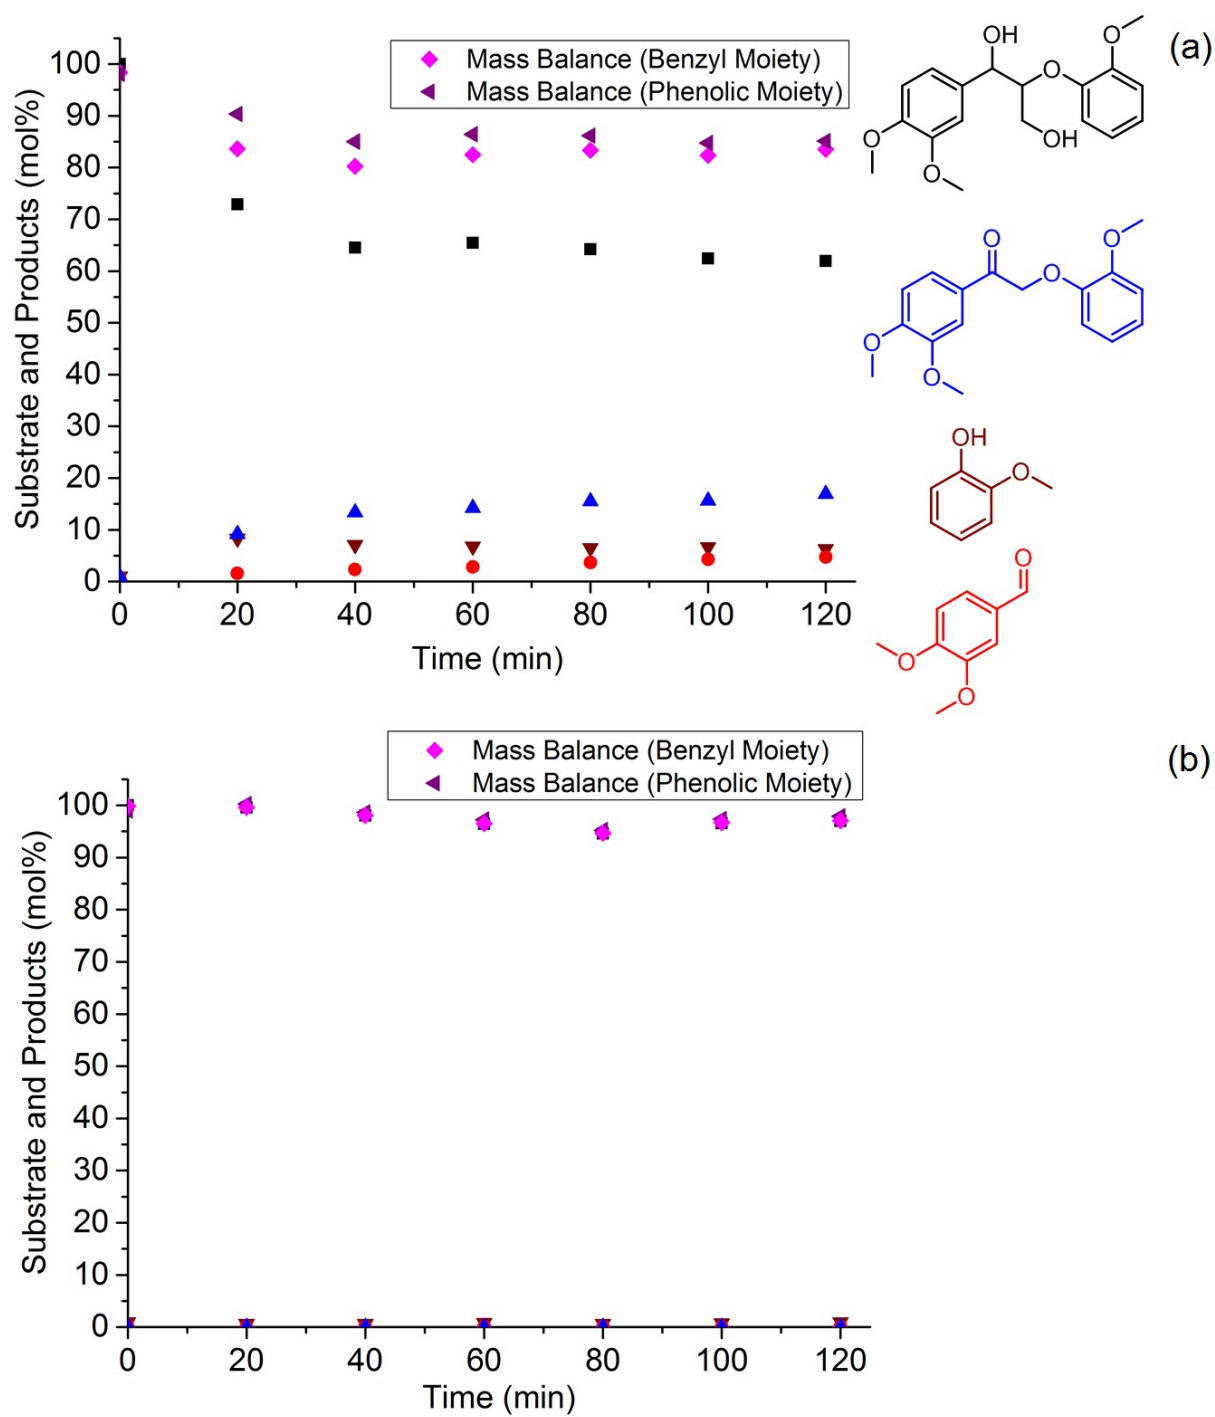 (a)
Mass Balance (Benzyl Moiety)
Mass Balance (Phenolic Moiety)
Substrate and Products (mol%)
100
90
80
70
60
50
40
30
20
10
0
0 20 40 60 80 100 120
Time (min)
OH O O
OH
O
O
O O O
O
O
OH
O
O
O
O
(b)
Mass Balance (Benzyl Moiety)
Mass Balance (Phenolic Moiety)
Substrate and Products (mol%)
100
90
80
70
60
50
40
30
20
10
0
0 20 40 60 80 100 120
Time (min)